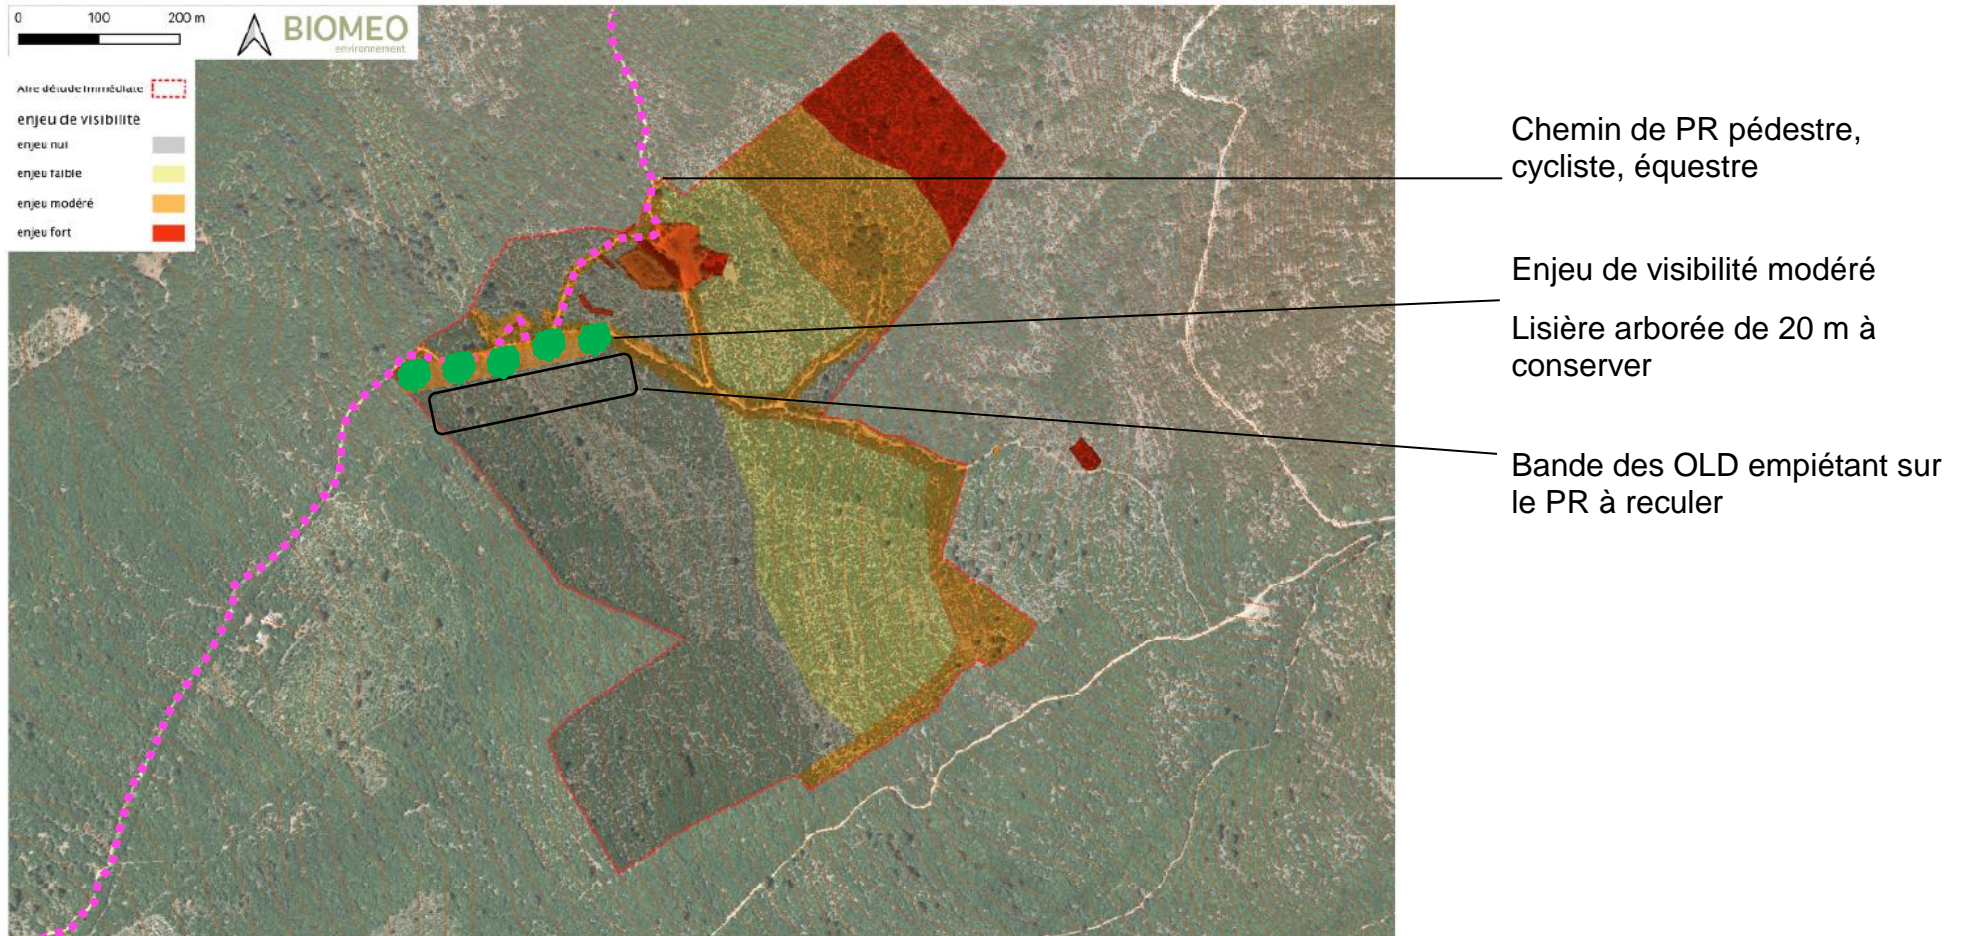 0 100 200 m
BIOMEO
environnement
Aire détude immédiate
enjeu de visibilité
enjeu nul
enjeu faible
enjeu modéré
enjeu fort
Chemin de PR pédestre,
cycliste, équestre
Enjeu de visibilité modéré
Lisière arborée de 20 m à
conserver
Bande des OLD empiétant sur
le PR à reculer